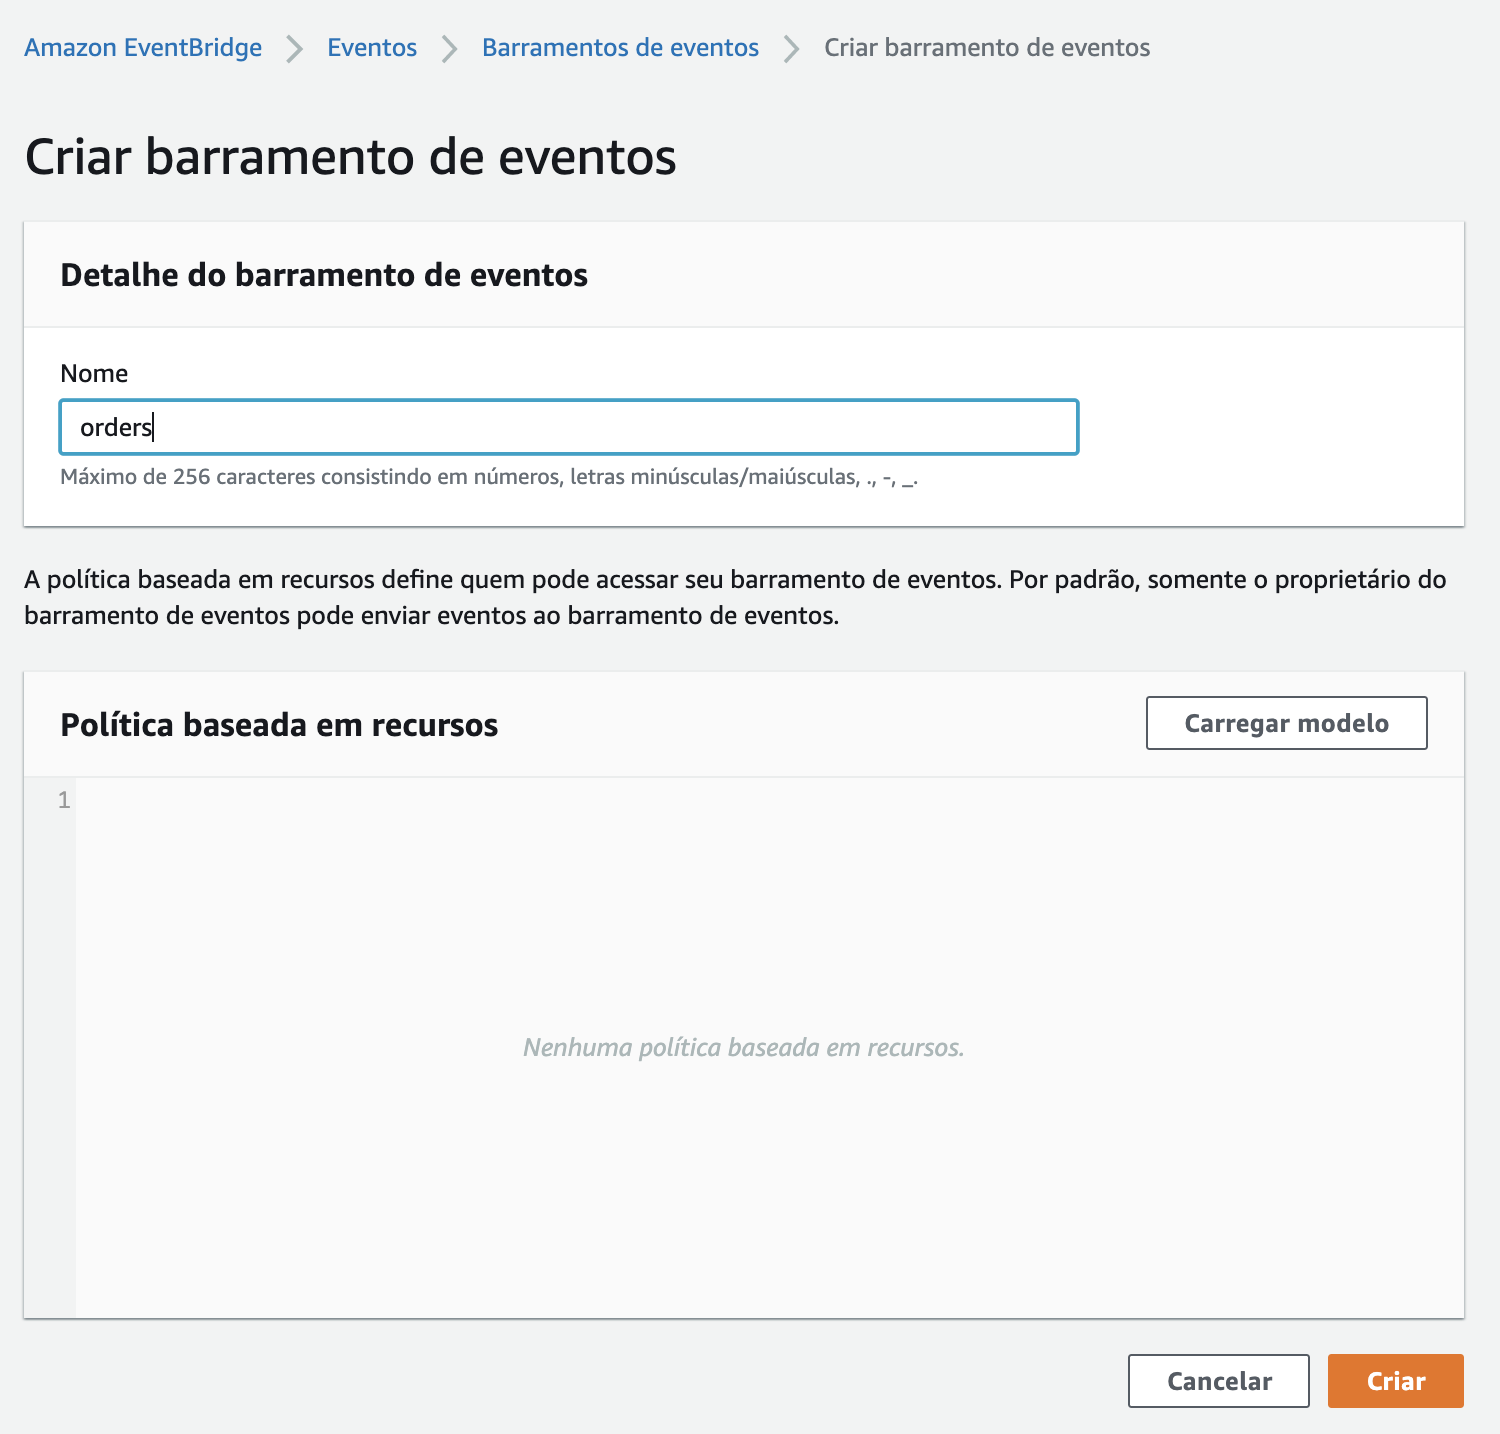 Amazon EventBridge > Eventos > Barramentos de eventos > Criar barramento de eventos
Criar barramento de eventos
Detalhe do barramento de eventos
Nome
orders
Máximo de 256 caracteres consistindo em números, letras minúsculas/maiúsculas, ., -, _.
A política baseada em recursos define quem pode acessar seu barramento de eventos. Por padrão, somente o proprietário do
barramento de eventos pode enviar eventos ao barramento de eventos.
Política baseada em recursos
Carregar modelo
1
Nenhuma política baseada em recursos.
Cancelar
Criar